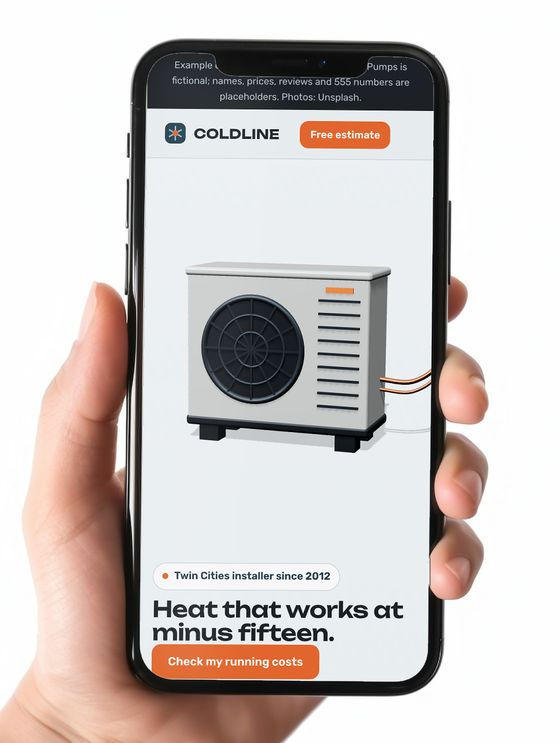 Example Pumps is
fictional; names, prices, reviews and 555 numbers are
placeholders. Photos: Unsplash.
COLDLINE
Free estimate
Twin Cities installer since 2012
Heat that works at
minus fifteen.
Check my running costs